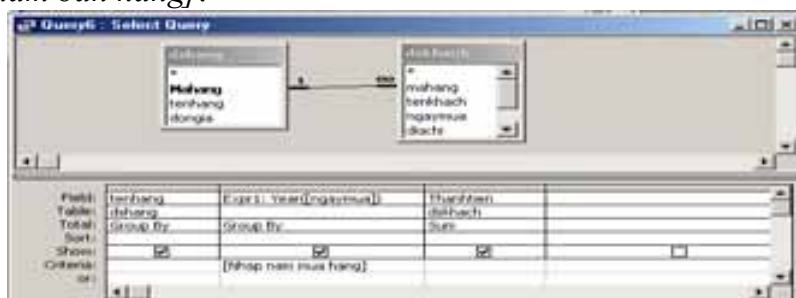 năm bán hàng].
Query6 : Select Query
dshang
*
Mahang
tenhang
dongia
1
∞
dskhach
*
mahang
tenkhach
ngaymua
diachi
Field: tenhang Expr1: Year([ngaymua]) Thanhtien
Table: dshang dskhach
Total: Group By Group By Sum
Sort:
Show:
Criteria: [Nhap nam mua hang]
or: